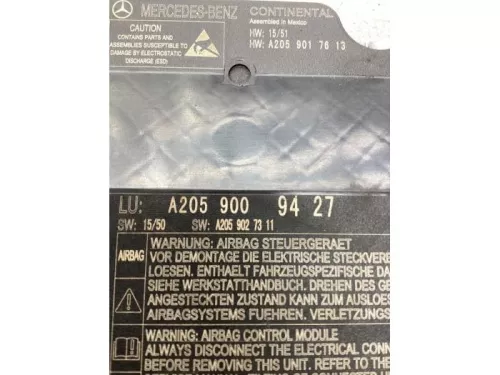 MERCEDES-BENZ
CAUTION
CONTAINS PARTS AND
ASSEMBLIES SUSCEPTIBLE
TO DAMAGE BY
ELECTROSTATIC
DISCHARGE (ESD)
CONTINENTAL
Assembled in Mexico
HW: 15/51
HW: A205 901 76 13
LU: A205 900 94 27
SW: 15/50 SW: A205 902 73 11
AIRBAG
WARNUNG: AIRBAG STEUERGERAET
VOR DEMONTAGE DIE ELEKTRISCHE STECKVERB
LOESEN. ENTHAELT FAHRZEUGSPEZIFISCHE DA
SIEHE WERKSTATTHANDBUCH. DREHEN DES GE
ANGESTECKTEN ZUSTAND KANN ZUM AUSLOES
AIRBAGSYSTEMS FUEHREN. VERLETZUNGS
WARNING: AIRBAG CONTROL MODULE
ALWAYS DISCONNECT THE ELECTRICAL CONN
BEFORE REMOVING THE PART. CONTAINS